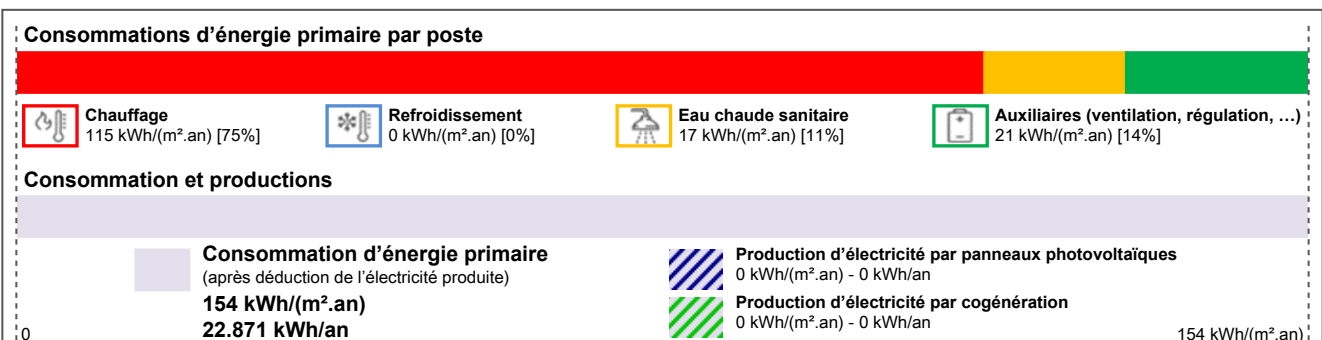 Consommations d’énergie primaire par poste
Chauffage
115 kWh/(m².an) [75%]
Refroidissement
0 kWh/(m².an) [0%]
Eau chaude sanitaire
17 kWh/(m².an) [11%]
Auxiliaires (ventilation, régulation, …)
21 kWh/(m².an) [14%]
Consommation et productions
Consommation d’énergie primaire
(après déduction de l’électricité produite)
154 kWh/(m².an)
22.871 kWh/an
Production d’électricité par panneaux photovoltaïques
0 kWh/(m².an) - 0 kWh/an
Production d’électricité par cogénération
0 kWh/(m².an) - 0 kWh/an
0
154 kWh/(m².an)